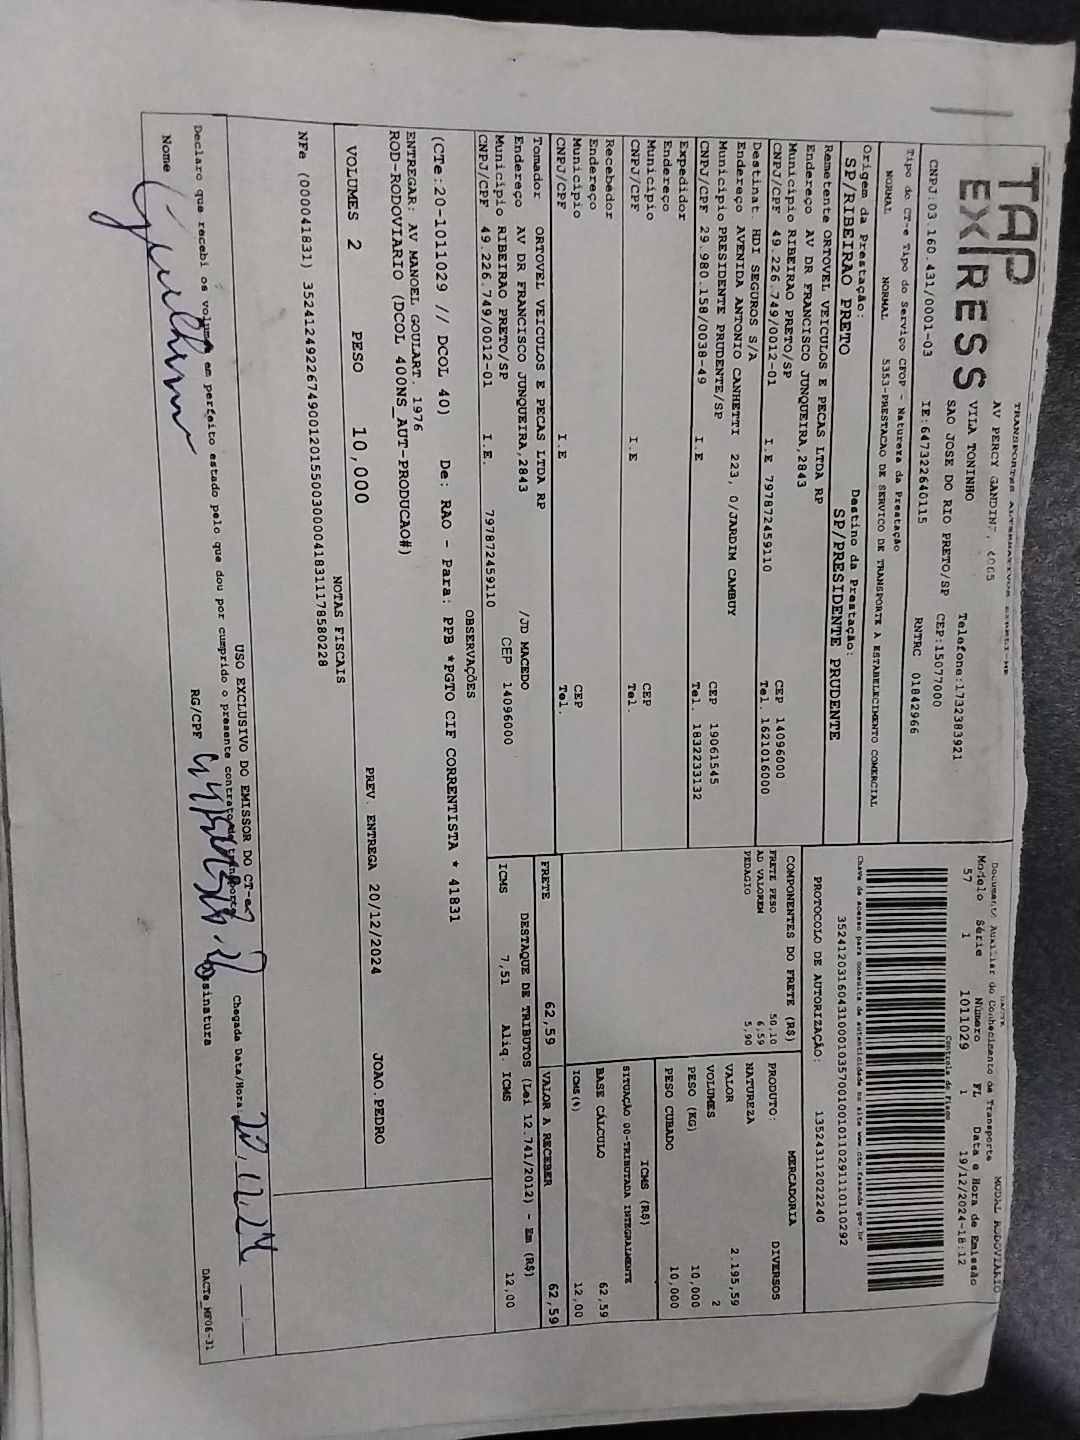 TAP EXPRESS
AV PERCY GANDINI, 4065
VILA TONINHO Telefone:1732383921
SAO JOSE DO RIO PRETO/SP CEP:15077000
CNPJ:03.160.431/0001-03 IE:647322640115 RNTRC 01842966
Tipo do CT-e Tipo do Serviço CFOP - Natureza da Prestação
NORMAL NORMAL 5353-PRESTACAO DE SERVICO DE TRANSPORTE A ESTABELECIMENTO COMERCIAL
Origem da Prestação: Destino da Prestação:
SP/RIBEIRAO PRETO SP/PRESIDENTE PRUDENTE
Remetente ORTOVEL VEICULOS E PECAS LTDA RP
Endereço AV DR FRANCISCO JUNQUEIRA,2843
Município RIBEIRAO PRETO/SP CEP 14096000
CNPJ/CPF 49.226.749/0012-01 I.E 797872459110 Tel. 1621016000
Destinat. HDI SEGUROS S/A
Endereço AVENIDA ANTONIO CANHETTI 223, 0/JARDIM CAMBUY
Município PRESIDENTE PRUDENTE/SP CEP 19061545
CNPJ/CPF 29.980.158/0038-49 I.E Tel. 1832233132
Expedidor
Endereço
Município CEP
CNPJ/CPF I.E Tel.
Recebedor
Endereço
Município CEP
CNPJ/CPF I.E Tel.
Tomador ORTOVEL VEICULOS E PECAS LTDA RP
Endereço AV DR FRANCISCO JUNQUEIRA,2843 /JD MACEDO
Município RIBEIRAO PRETO/SP CEP 14096000
CNPJ/CPF 49.226.749/0012-01 I.E. 797872459110
Documento Auxiliar do Conhecimento de Transporte MODAL RODOVIARIO
Modelo Série Número FL Data e Hora de Emissão
57 1 1011029 1 19/12/2024-18:12
Controle do Fisco
Chave de acesso para consulta de autenticidade no site www.cte.fazenda.gov.br
35241203160431000103570010010110291110110292
PROTOCOLO DE AUTORIZAÇÃO: 135243112022240
COMPONENTES DO FRETE (R$)
FRETE PESO 50,10
AD VALOREM 6,59
PEDAGIO 5,90
MERCADORIA
PRODUTO: DIVERSOS
NATUREZA
VALOR 2.195,59
VOLUMES 2
PESO (KG) 10,000
PESO CUBADO 10,000
ICMS (R$)
SITUAÇÃO 00-TRIBUTADA INTEGRALMENTE
BASE CÁLCULO 62,59
ICMS(%) 12,00
FRETE 62,59 VALOR A RECEBER 62,59
DESTAQUE DE TRIBUTOS (Lei 12.741/2012) - Em (R$)
ICMS 7,51 Aliq. ICMS 12,00
OBSERVAÇÕES
(CTe:20-1011029 // DCOL 40) De: RAO - Para: PPB *PGTO CIF CORRENTISTA * 41831
ENTREGAR: AV MANOEL GOULART. 1976
ROD-RODOVIARIO (DCOL 400NS_AUT-PRODUCAO#)
VOLUMES 2 PESO 10,000 PREV. ENTREGA 20/12/2024 JOAO.PEDRO
NOTAS FISCAIS
NFe (000041831) 35241249226749001201550030000418311178580228
USO EXCLUSIVO DO EMISSOR DO CT-e
Declaro que recebi os volumes em perfeito estado pelo que dou por cumprido o presente contrato de transporte Chegada Data/Hora 20.12.24
Nome Guilherme RG/CPF Assinatura
DACTe_MF06-31